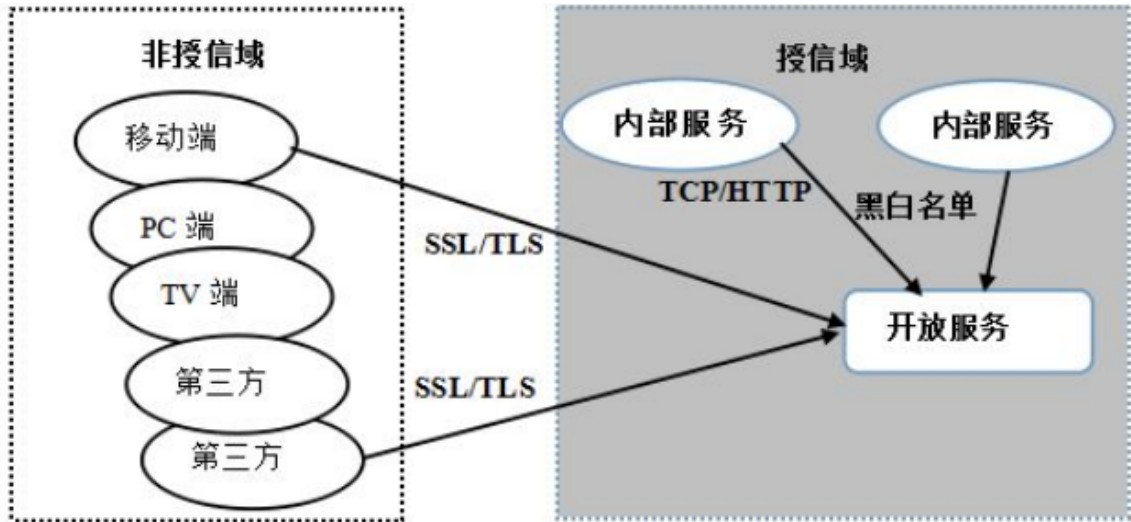 非授信域
移动端
PC 端
TV 端
第三方
第三方
SSL/TLS
SSL/TLS
授信域
内部服务
内部服务
TCP/HTTP
黑白名单
开放服务